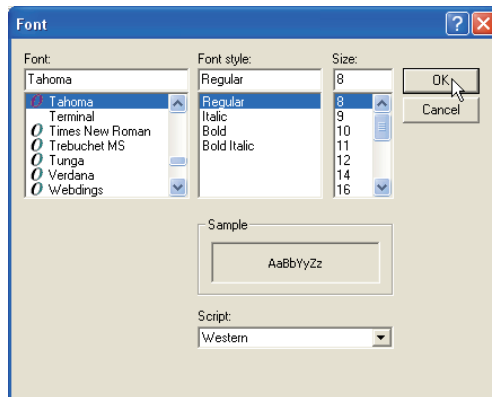 Font
Font:
Tahoma
Tahoma
Terminal
Times New Roman
Trebuchet MS
Tunga
Verdana
Webdings
Font style:
Regular
Regular
Italic
Bold
Bold Italic
Size:
8
8
9
10
11
12
14
16
OK
Cancel
Sample
AaBbYyZz
Script:
Western